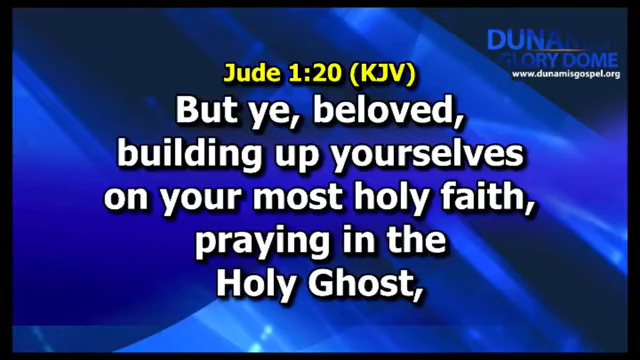 DUNAMIS
GLORY DOME
www.dunamisgospel.org
Jude 1:20 (KJV)
But ye, beloved,
building up yourselves
on your most holy faith,
praying in the
Holy Ghost,